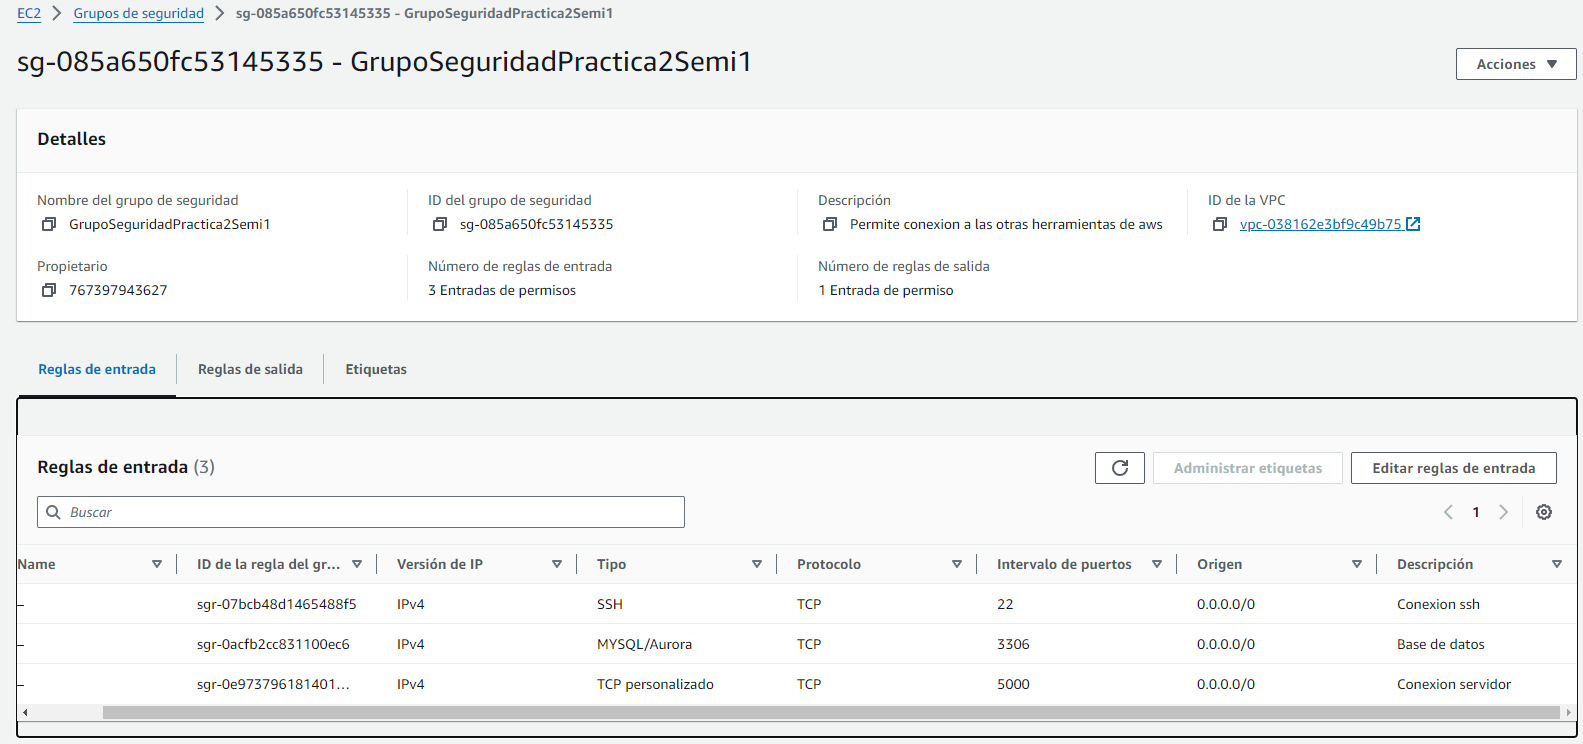 EC2 > Grupos de seguridad > sg-085a650fc53145335 - GrupoSeguridadPractica2Semi1
sg-085a650fc53145335 - GrupoSeguridadPractica2Semi1
Acciones
Detalles
Nombre del grupo de seguridad
GrupoSeguridadPractica2Semi1
ID del grupo de seguridad
sg-085a650fc53145335
Descripción
Permite conexion a las otras herramientas de aws
ID de la VPC
vpc-038162e3bf9c49b75
Propietario
767397943627
Número de reglas de entrada
3 Entradas de permisos
Número de reglas de salida
1 Entrada de permiso
Reglas de entrada
Reglas de salida
Etiquetas
Reglas de entrada (3)
Administrar etiquetas
Editar reglas de entrada
Buscar
1
Name ID de la regla del gr... Versión de IP Tipo Protocolo Intervalo de puertos Origen Descripción
– sgr-07bcb48d1465488f5 IPv4 SSH TCP 22 0.0.0.0/0 Conexion ssh
– sgr-0acfb2cc831100ec6 IPv4 MYSQL/Aurora TCP 3306 0.0.0.0/0 Base de datos
– sgr-0e973796181401... IPv4 TCP personalizado TCP 5000 0.0.0.0/0 Conexion servidor